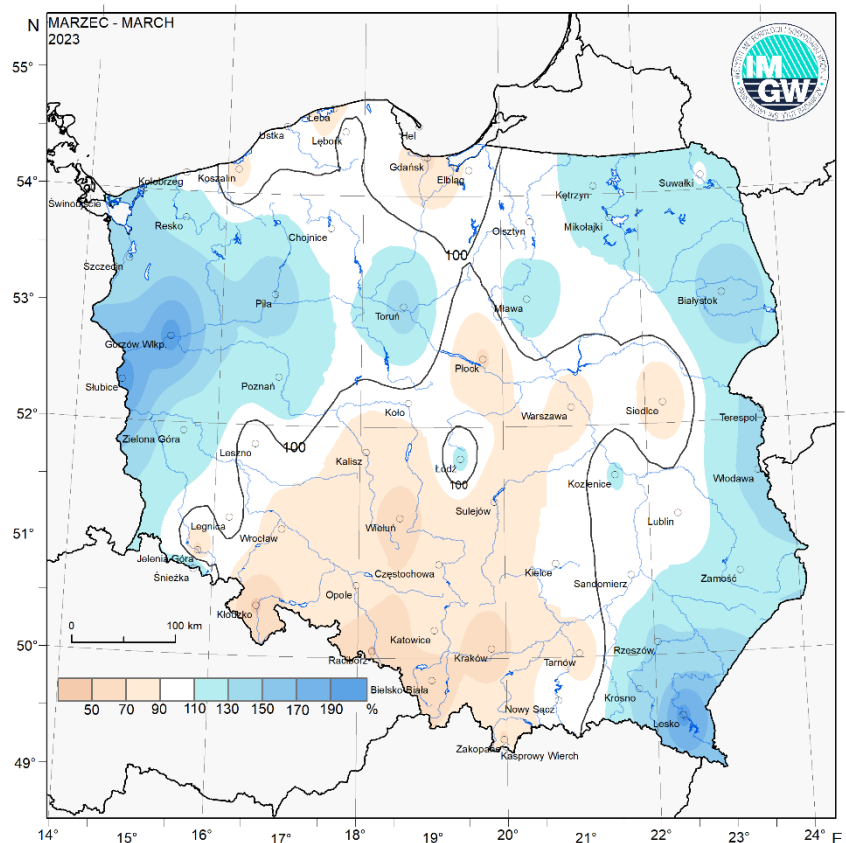 MARZEC - MARCH
2023
N
IM
GW
55°
54°
53°
52°
51°
50°
49°
Łeba
Ustka
Lębork
Hel
Koszalin
Gdańsk
Elbląg
Suwałki
Kołobrzeg
Kętrzyn
Świnoujście
Resko
Olsztyn
Mikołajki
Chojnice
100
Szczecin
Piła
Toruń
Mława
Białystok
Gorzów Wlkp.
Płock
Słubice
Poznań
Koło
Warszawa
Siedlce
Terespol
Zielona Góra
Leszno
100
Kalisz
Łódź
100
Kozienice
Włodawa
Legnica
Wrocław
Wieluń
Sulejów
Lublin
Jelenia Góra
Śnieżka
Częstochowa
Kielce
Sandomierz
Zamość
Opole
Kłodzko
Katowice
Kraków
Tarnów
Rzeszów
Racibórz
0 100 km
Bielsko-Biała
Nowy Sącz
Krosno
Lesko
50 70 90 110 130 150 170 190 %
Zakopane
Kasprowy Wierch
14° 15° 16° 17° 18° 19° 20° 21° 22° 23° E